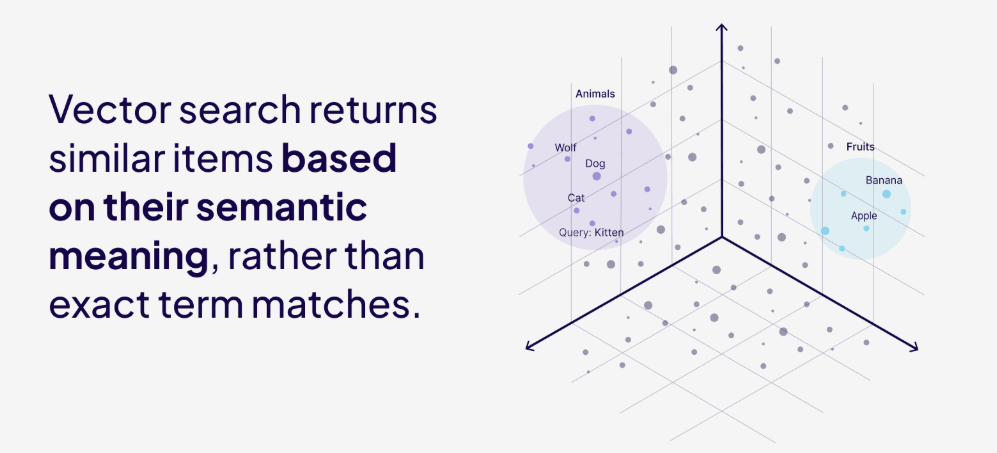 Vector search returns
similar items based
on their semantic
meaning, rather than
exact term matches.
Animals
Wolf
Dog
Cat
Query: Kitten
Fruits
Banana
Apple